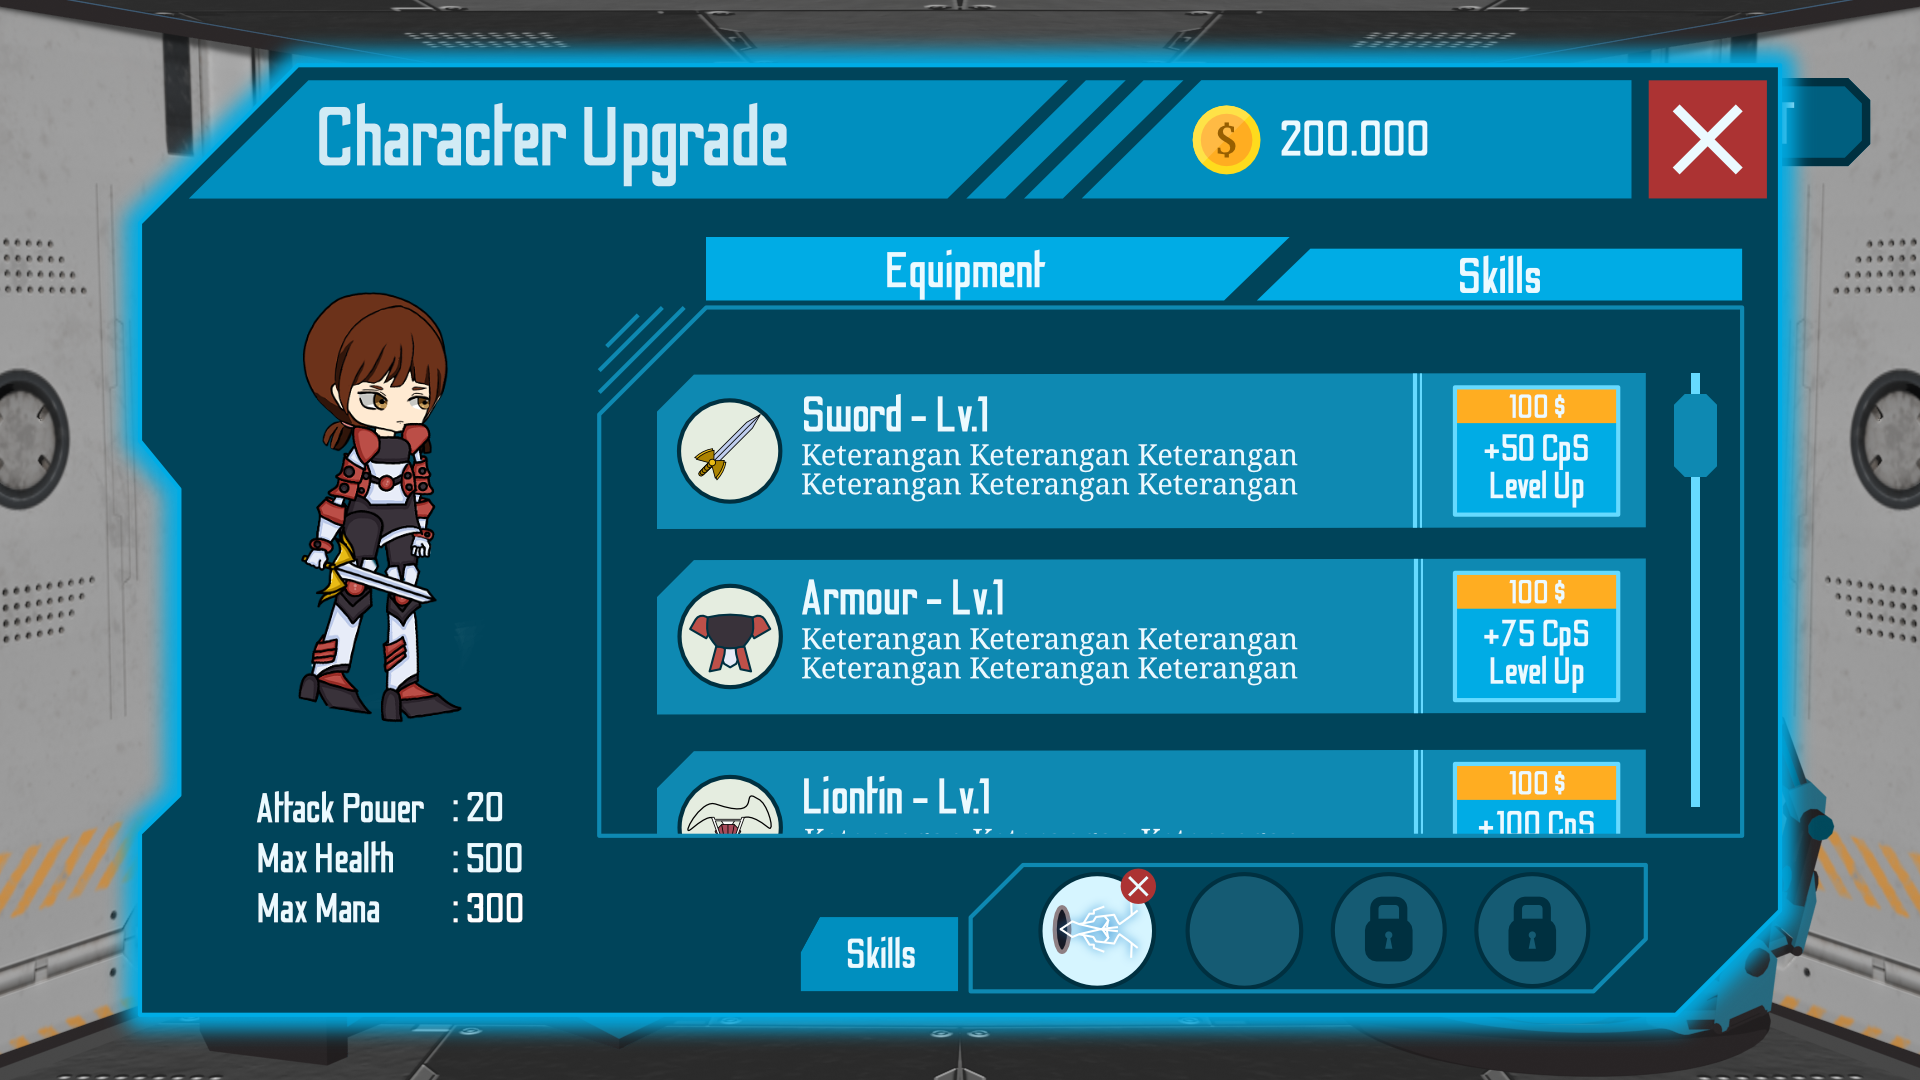 Character Upgrade
$ 200.000
Equipment
Skills
Sword - Lv.1
Keterangan Keterangan Keterangan
Keterangan Keterangan Keterangan
100 $
+50 CpS
Level Up
Armour - Lv.1
Keterangan Keterangan Keterangan
Keterangan Keterangan Keterangan
100 $
+75 CpS
Level Up
Liontin - Lv.1
100 $
+100 CpS
Attack Power : 20
Max Health : 500
Max Mana : 300
Skills